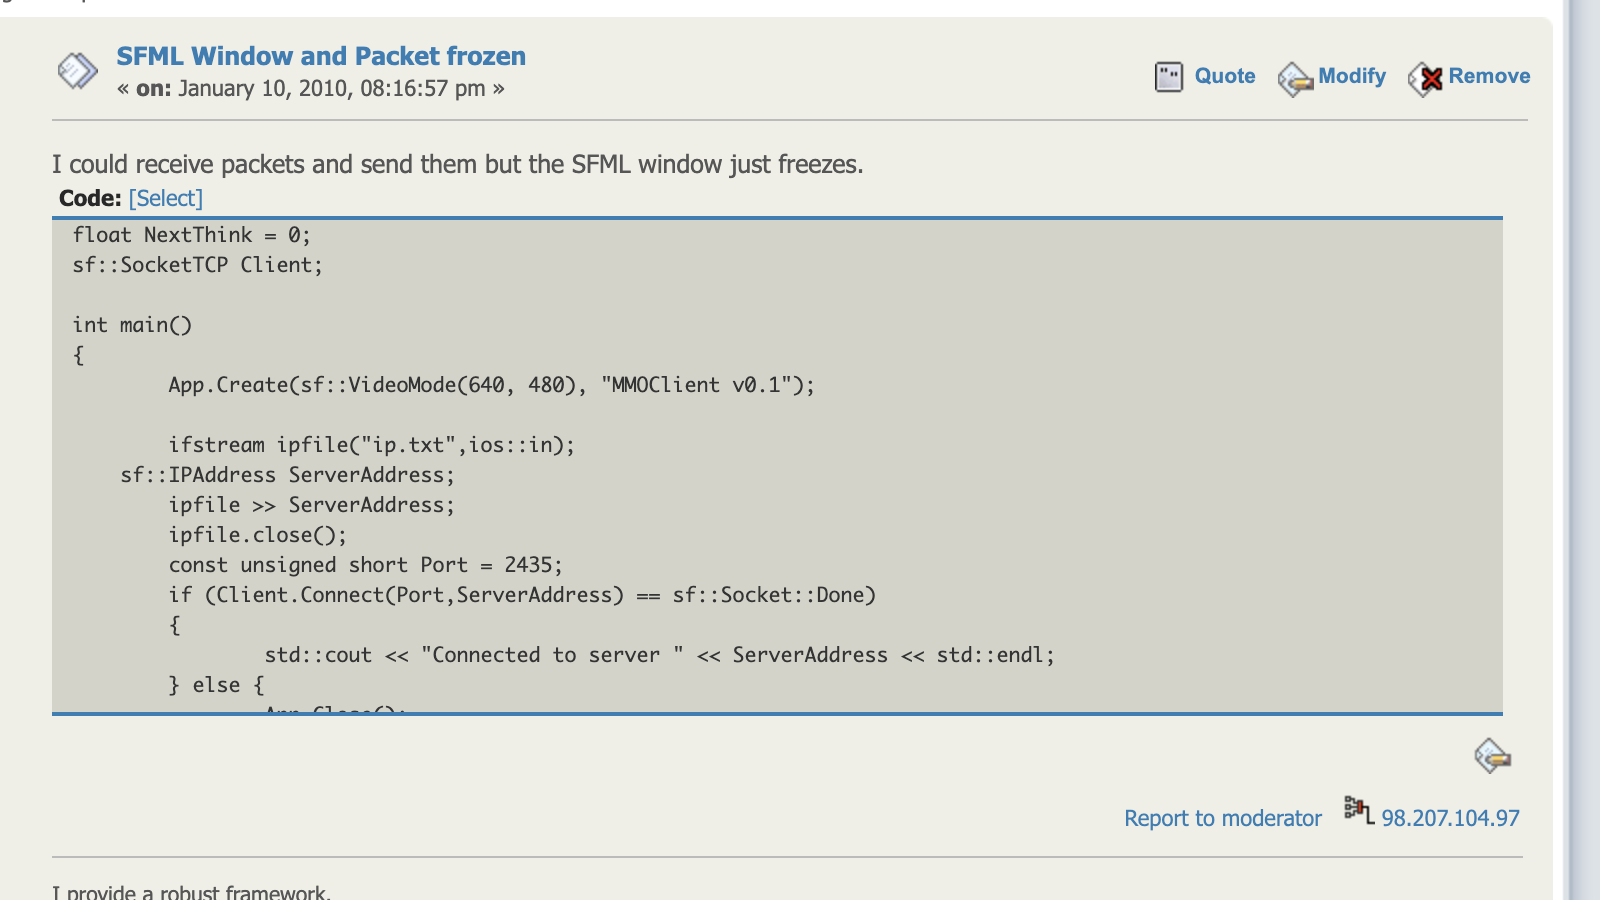 SFML Window and Packet frozen
« on: January 10, 2010, 08:16:57 pm »
Quote Modify Remove
I could receive packets and send them but the SFML window just freezes.
Code: [Select]
float NextThink = 0;
sf::SocketTCP Client;
int main()
{
App.Create(sf::VideoMode(640, 480), "MMOClient v0.1");
ifstream ipfile("ip.txt",ios::in);
sf::IPAddress ServerAddress;
ipfile >> ServerAddress;
ipfile.close();
const unsigned short Port = 2435;
if (Client.Connect(Port,ServerAddress) == sf::Socket::Done)
{
std::cout << "Connected to server " << ServerAddress << std::endl;
} else {
App.Close();
Report to moderator 98.207.104.97
I provide a robust framework.